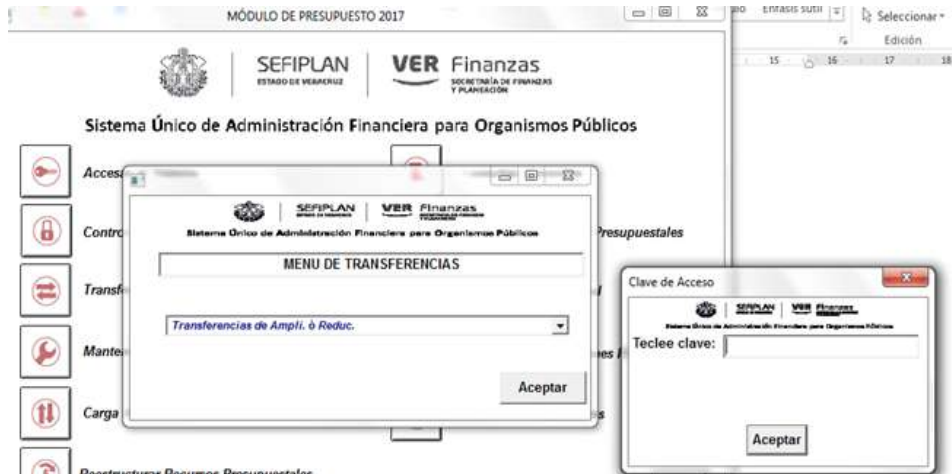 MÓDULO DE PRESUPUESTO 2017
Énfasis sutil
Seleccionar
Edición
15 16 17 18
SEFIPLAN
ESTADO DE VERACRUZ
VER Finanzas
SECRETARÍA DE FINANZAS
Y PLANEACIÓN
Sistema Único de Administración Financiera para Organismos Públicos
Acces
Contro
Presupuestales
Transf
Mante
Carga
Reestructurar Recursos Presupuestales
SEFIPLAN
VER Finanzas
Sistema Único de Administración Financiera para Organismos Públicos
MENU DE TRANSFERENCIAS
Transferencias de Ampli. ò Reduc.
Aceptar
Clave de Acceso
SEFIPLAN
VER Finanzas
Sistema Único de Administración Financiera para Organismos Públicos
Teclee clave:
Aceptar